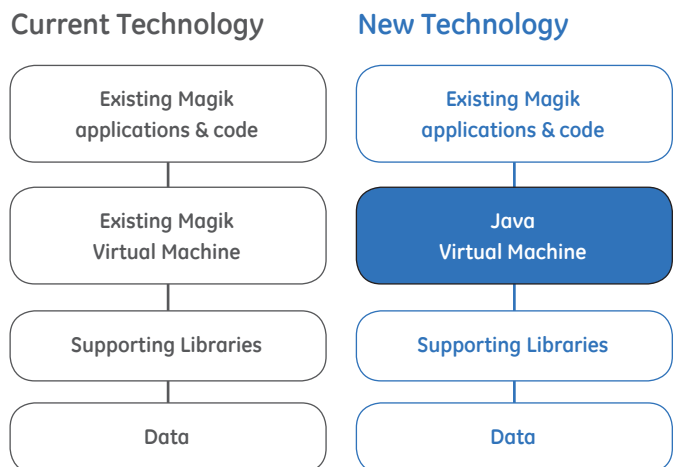 Current Technology
Existing Magik
applications & code
Existing Magik
Virtual Machine
Supporting Libraries
Data
New Technology
Existing Magik
applications & code
Java
Virtual Machine
Supporting Libraries
Data